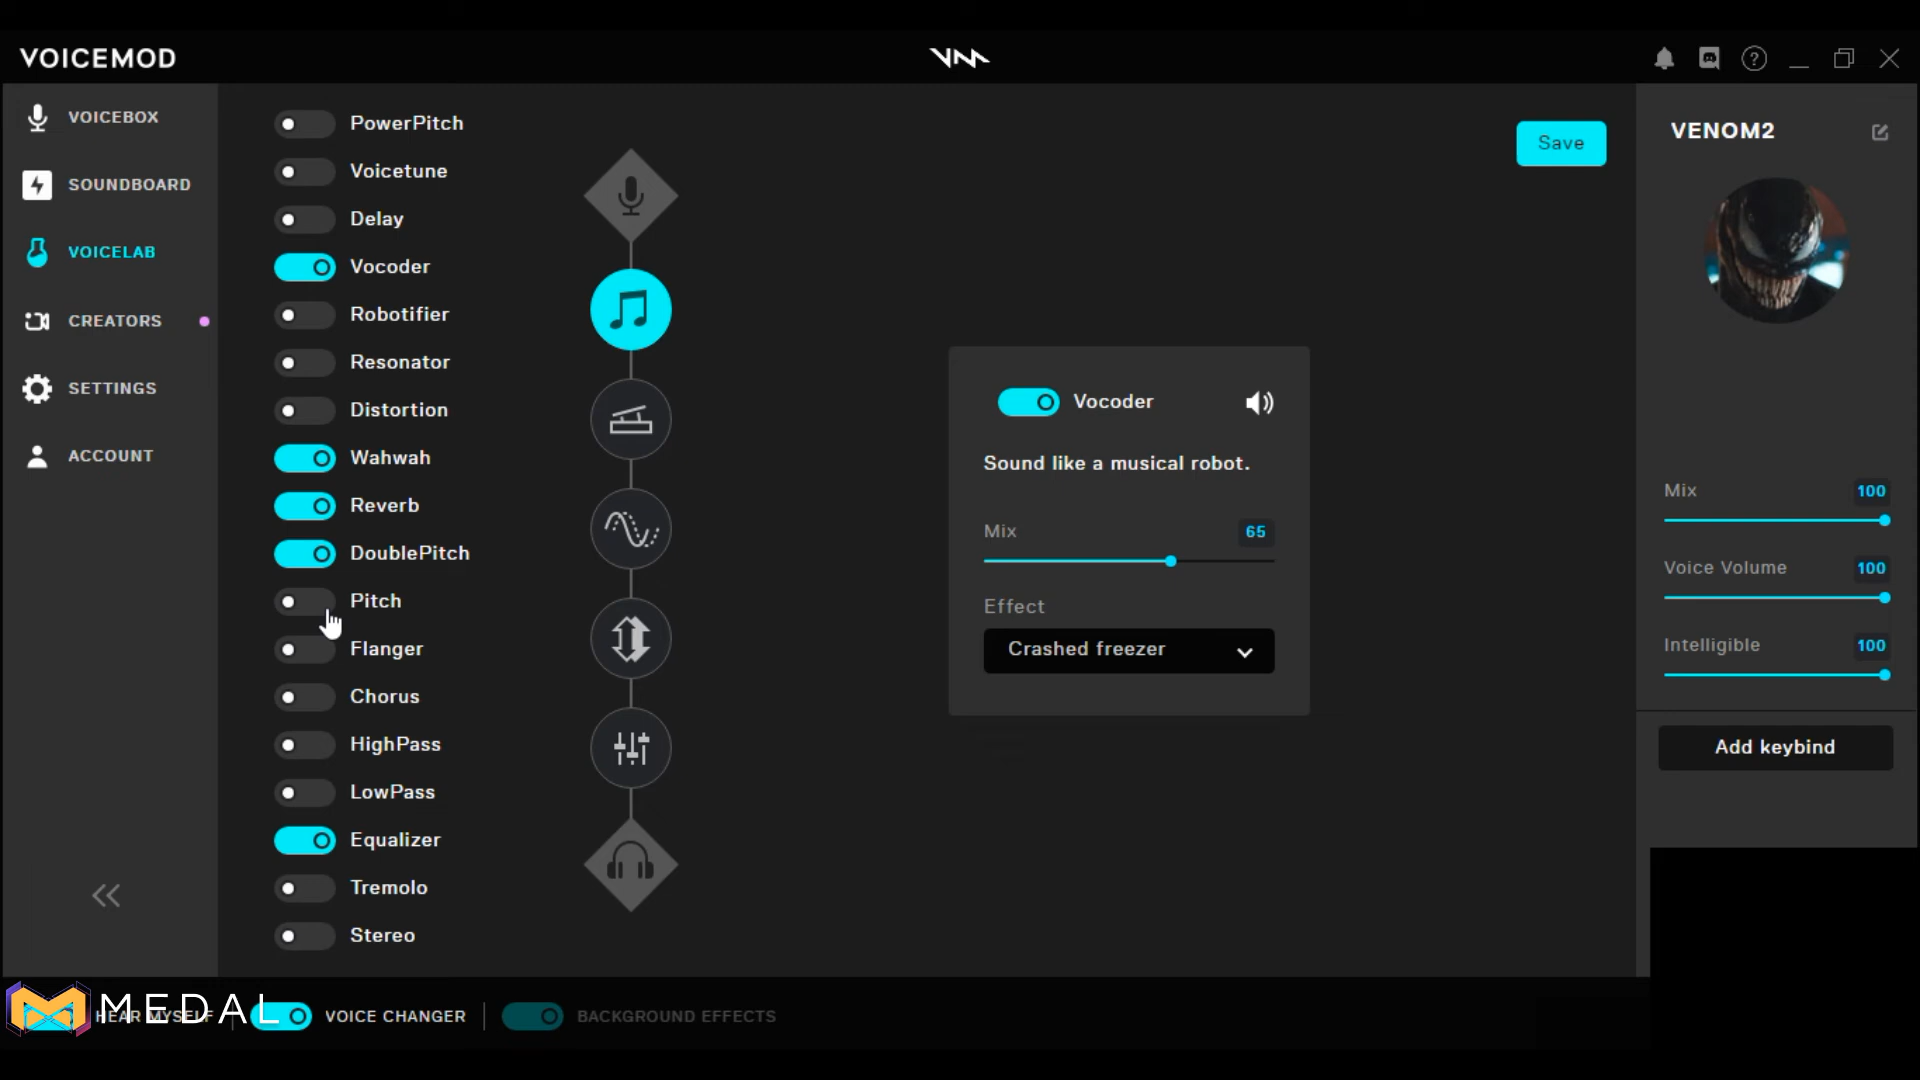 VOICEMOD
VOICEBOX
SOUNDBOARD
VOICELAB
CREATORS
SETTINGS
ACCOUNT
PowerPitch
Voicetune
Delay
Vocoder
Robotifier
Resonator
Distortion
Wahwah
Reverb
DoublePitch
Pitch
Flanger
Chorus
HighPass
LowPass
Equalizer
Tremolo
Stereo
Vocoder
Sound like a musical robot.
Mix 65
Effect
Crashed freezer
Save
VENOM2
Mix 100
Voice Volume 100
Intelligible 100
Add keybind
MEDAL
HEAR MYSELF
VOICE CHANGER
BACKGROUND EFFECTS